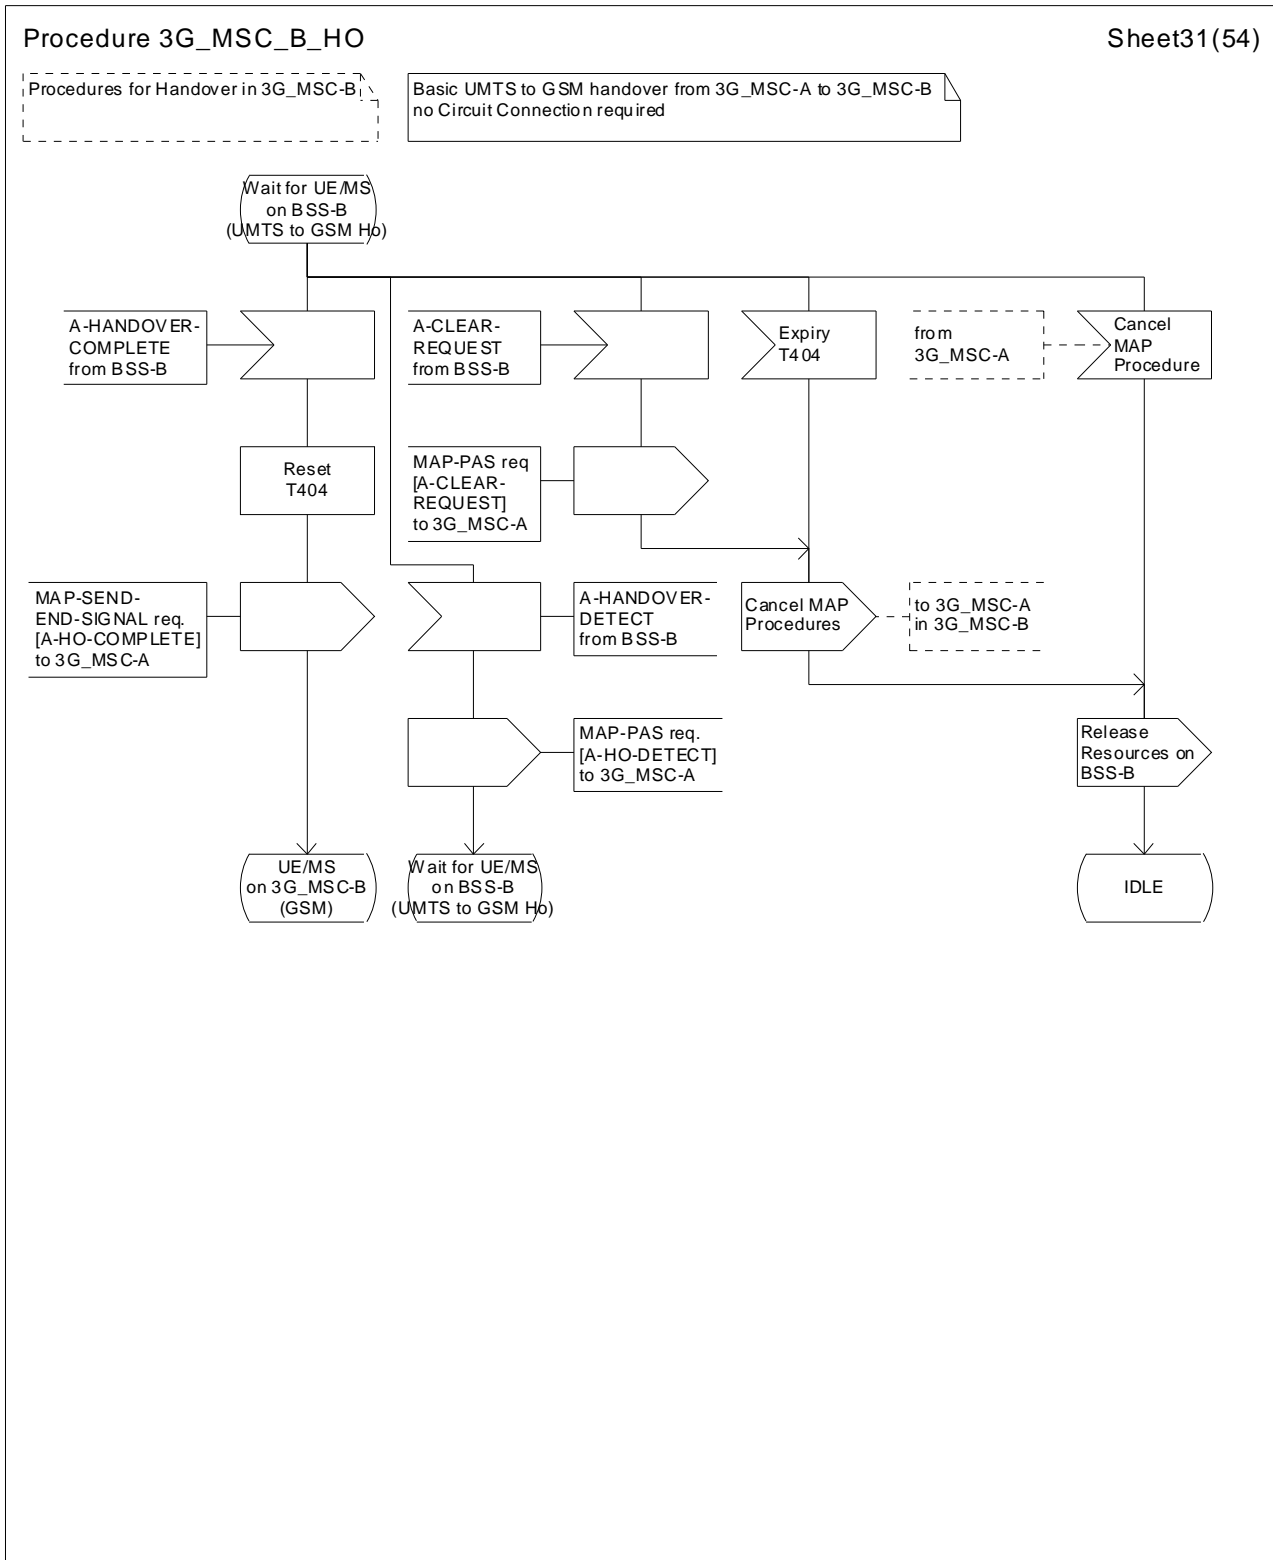 Procedure 3G_MSC_B_HO
Sheet31(54)
Procedures for Handover in 3G_MSC-B
Basic UMTS to GSM handover from 3G_MSC-A to 3G_MSC-B
no Circuit Connection required
Wait for UE/MS
on BSS-B
(UMTS to GSM Ho)
A-HANDOVER-
COMPLETE
from BSS-B
A-CLEAR-
REQUEST
from BSS-B
Expiry
T404
from
3G_MSC-A
Cancel
MAP
Procedure
Reset
T404
MAP-PAS req
[A-CLEAR-
REQUEST]
to 3G_MSC-A
MAP-SEND-
END-SIGNAL req.
[A-HO-COMPLETE]
to 3G_MSC-A
A-HANDOVER-
DETECT
from BSS-B
Cancel MAP
Procedures
to 3G_MSC-A
in 3G_MSC-B
MAP-PAS req.
[A-HO-DETECT]
to 3G_MSC-A
Release
Resources on
BSS-B
UE/MS
on 3G_MSC-B
(GSM)
Wait for UE/MS
on BSS-B
(UMTS to GSM Ho)
IDLE